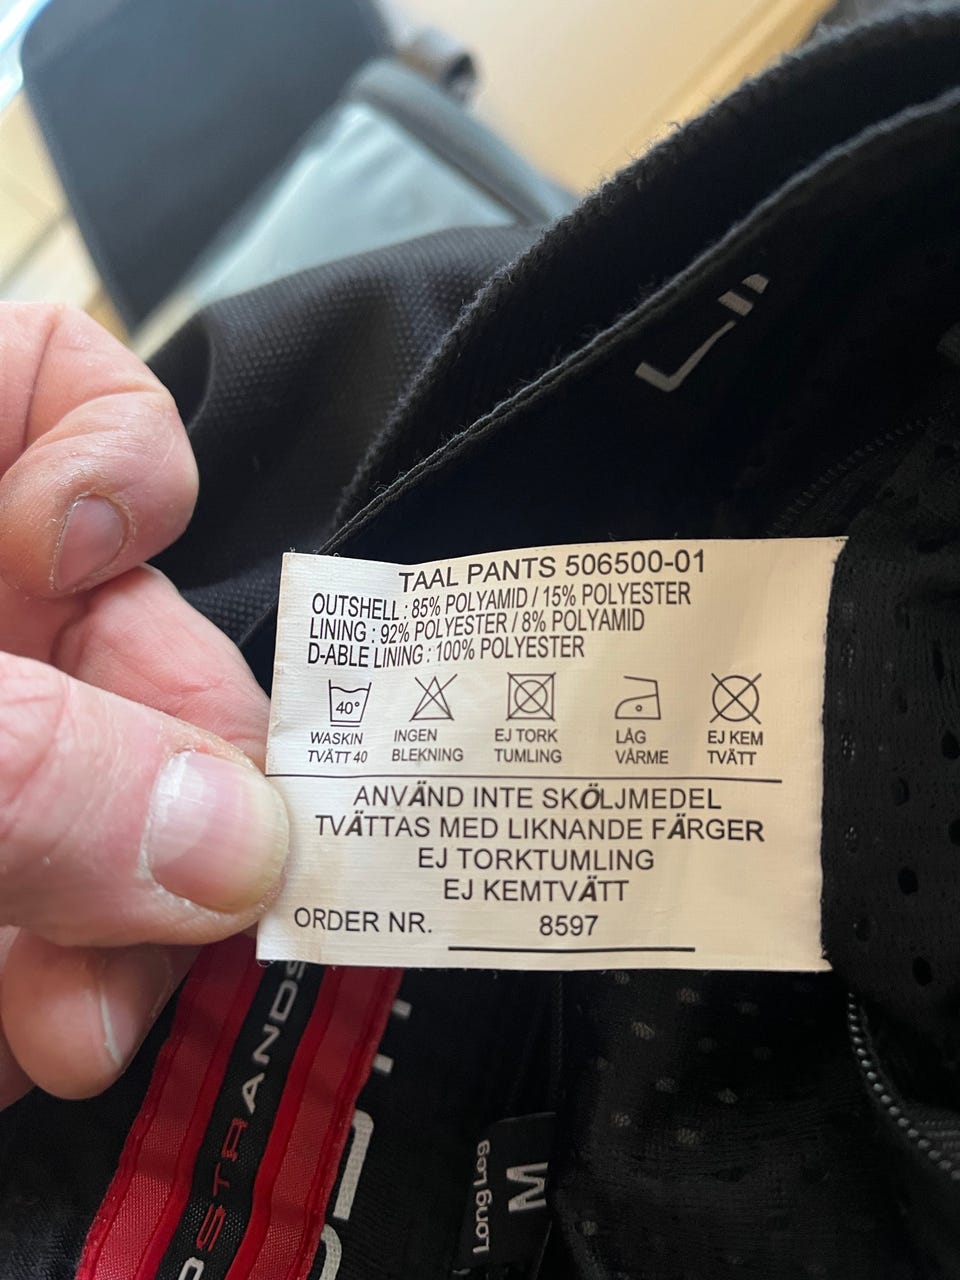 TAAL PANTS 506500-01
OUTSHELL : 85% POLYAMID / 15% POLYESTER
LINING : 92% POLYESTER / 8% POLYAMID
D-ABLE LINING : 100% POLYESTER
40°
WASKIN TVÄTT 40
INGEN BLEKNING
EJ TORK TUMLING
LÅG VÄRME
EJ KEM TVÄTT
ANVÄND INTE SKÖLJMEDEL
TVÄTTAS MED LIKNANDE FÄRGER
EJ TORKTUMLING
EJ KEMTVÄTT
ORDER NR. 8597
Long Leg
M